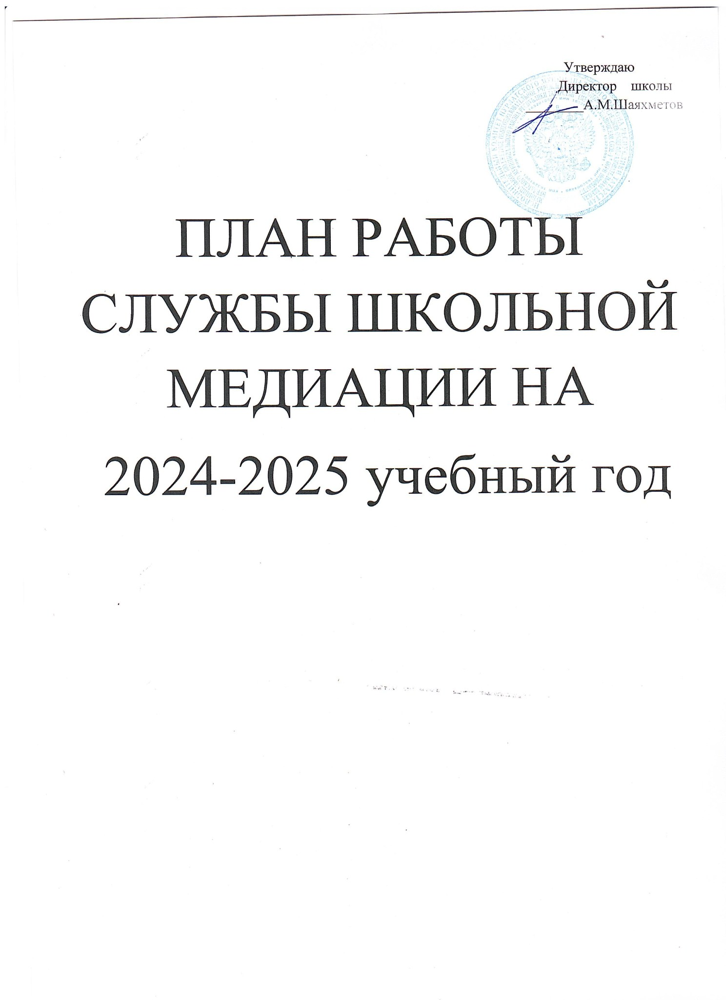 Утверждаю
Директор школы
А.М.Шаяхметов
ПЛАН РАБОТЫ
СЛУЖБЫ ШКОЛЬНОЙ
МЕДИАЦИИ НА
2024-2025 учебный год